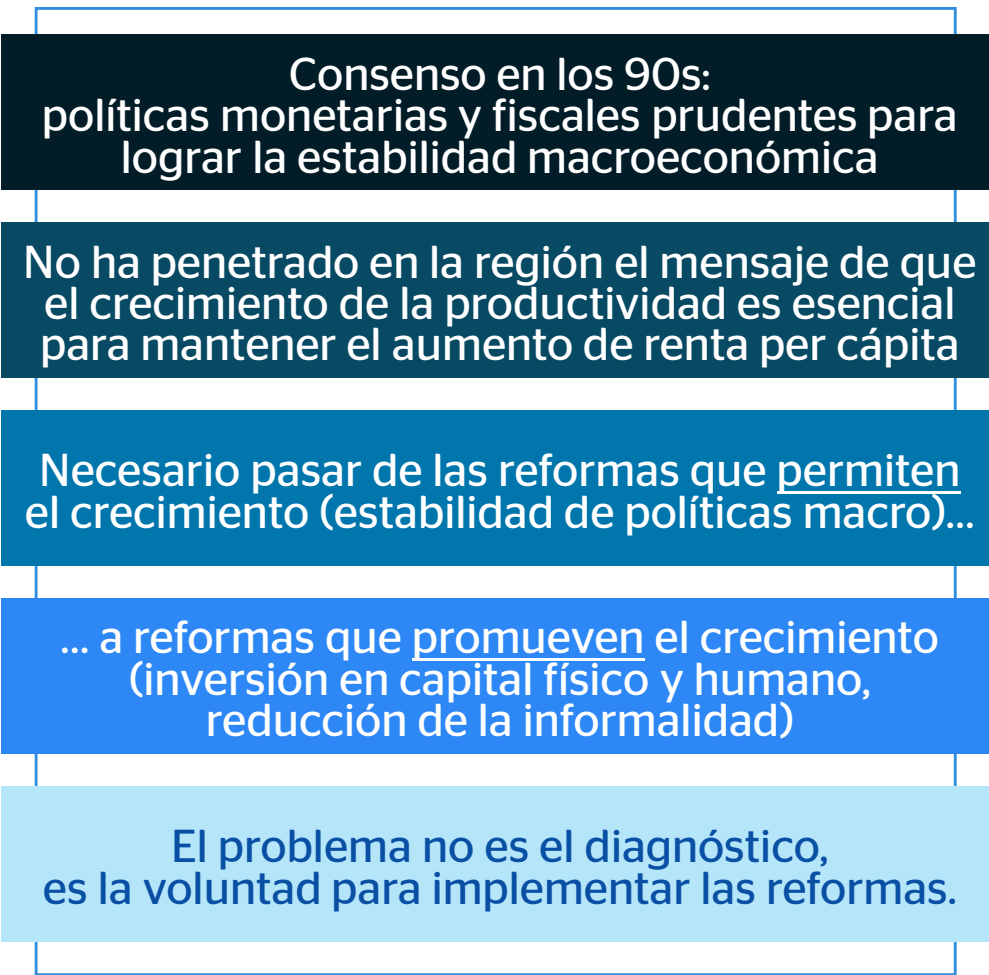 Consenso en los 90s:
políticas monetarias y fiscales prudentes para
lograr la estabilidad macroeconómica
No ha penetrado en la región el mensaje de que
el crecimiento de la productividad es esencial
para mantener el aumento de renta per cápita
Necesario pasar de las reformas que permiten
el crecimiento (estabilidad de políticas macro)...
... a reformas que promueven el crecimiento
(inversión en capital físico y humano,
reducción de la informalidad)
El problema no es el diagnóstico,
es la voluntad para implementar las reformas.